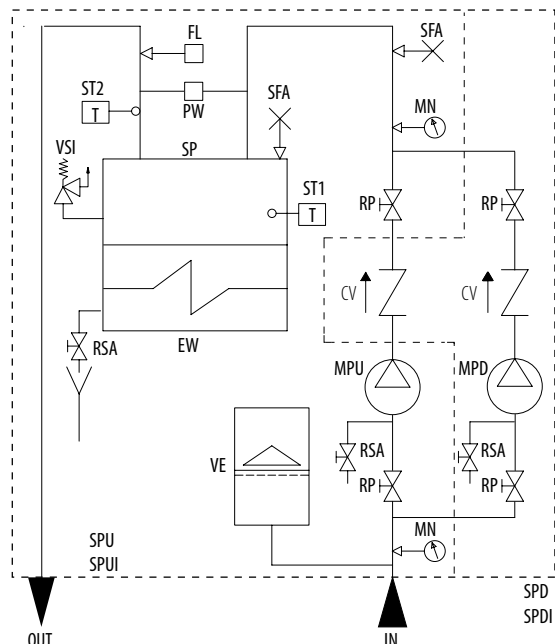 FL
SFA
ST2
T
PW
SFA
MN
VSI
SP
RP
RP
ST1
T
CV
CV
RSA
EW
MPU
MPD
VE
RSA
RSA
RP
RP
MN
SPU
SPUI
SPD
SPDI
OUT
IN